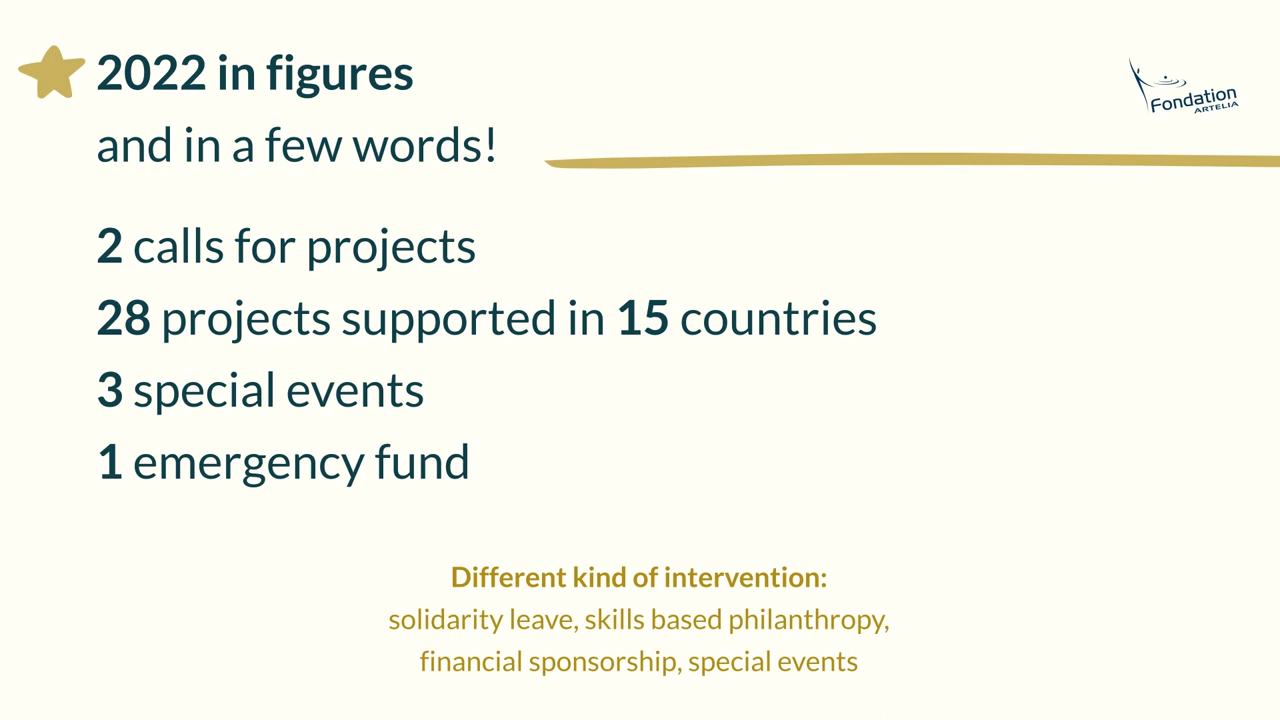 2022 in figures
and in a few words!
Fondation
ARTELIA
2 calls for projects
28 projects supported in 15 countries
3 special events
1 emergency fund
Different kind of intervention:
solidarity leave, skills based philanthropy,
financial sponsorship, special events